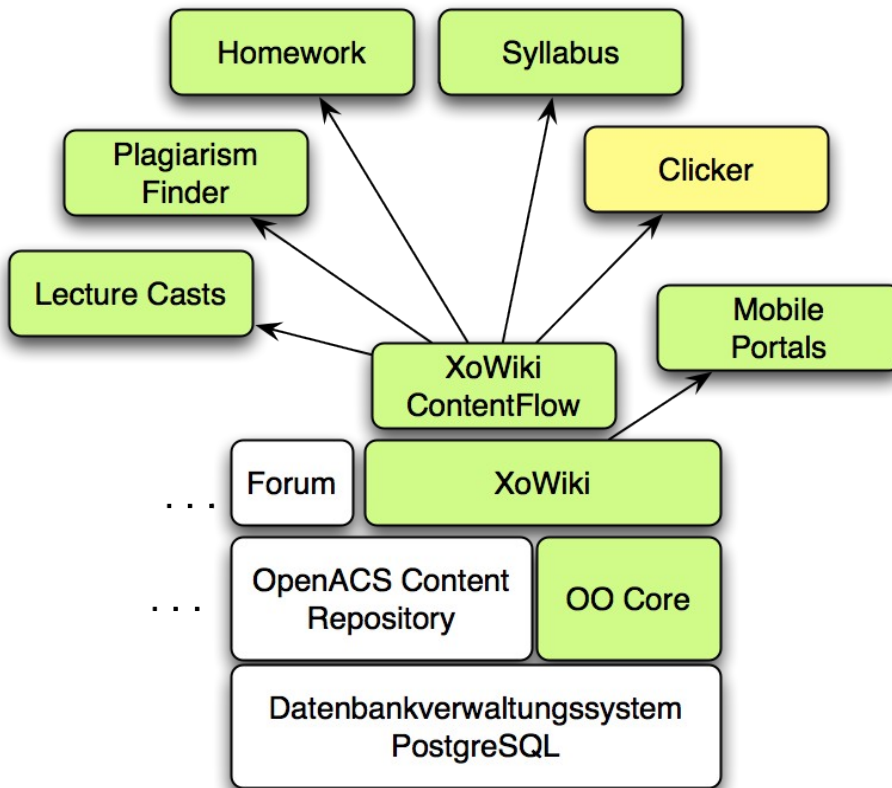 Homework
Syllabus
Plagiarism
Finder
Clicker
Lecture Casts
Mobile
Portals
XoWiki
ContentFlow
. . .
Forum
XoWiki
. . .
OpenACS Content
Repository
OO Core
Datenbankverwaltungssystem
PostgreSQL